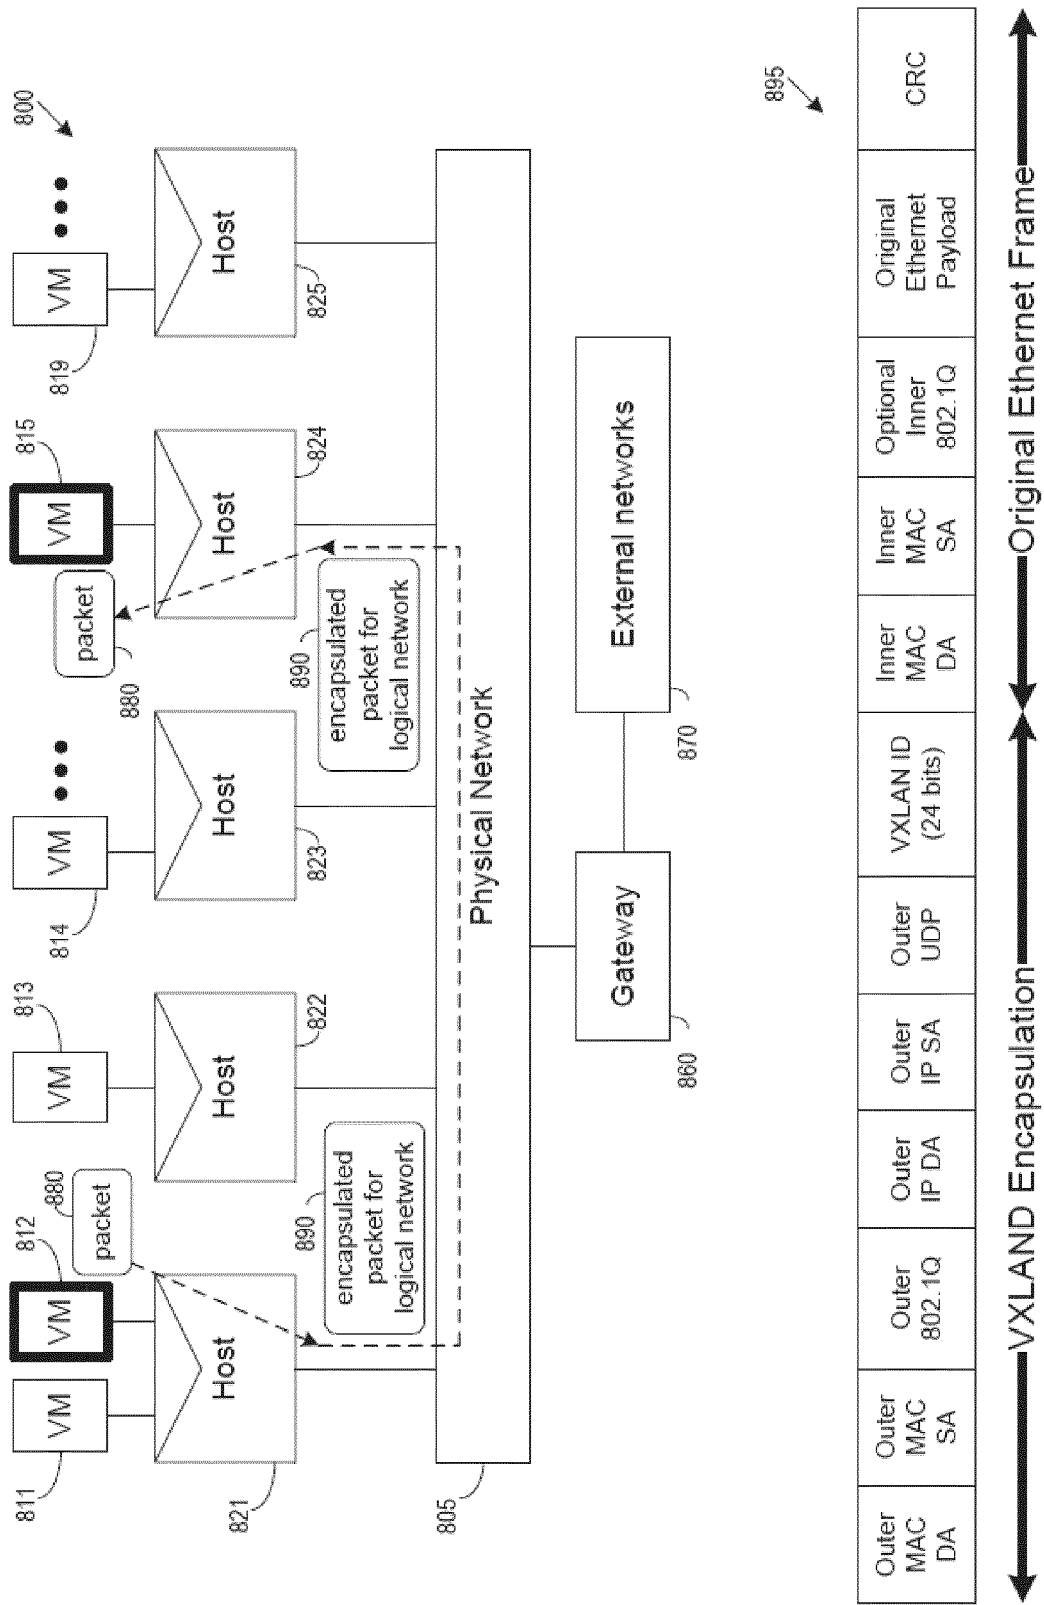 800
811
VM
812
VM
880
packet
813
VM
814
VM
880
packet
815
VM
819
VM
821
Host
822
Host
823
Host
824
Host
825
Host
890
encapsulated
packet for
logical network
890
encapsulated
packet for
logical network
805
Physical Network
860
Gateway
870
External networks
895
Outer
MAC
DA
Outer
MAC
SA
Outer
802.1Q
Outer
IP DA
Outer
IP SA
Outer
UDP
VXLAN ID
(24 bits)
Inner
MAC
DA
Inner
MAC
SA
Optional
Inner
802.1Q
Original
Ethernet
Payload
CRC
VXLAND Encapsulation
Original Ethernet Frame